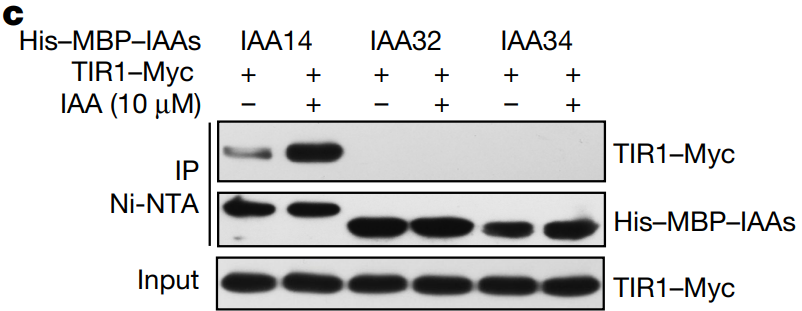 c
His–MBP–IAAs IAA14 IAA32 IAA34
TIR1–Myc + + + + + +
IAA (10 μM) – + – + – +
IP
Ni-NTA
TIR1–Myc
His–MBP–IAAs
Input
TIR1–Myc